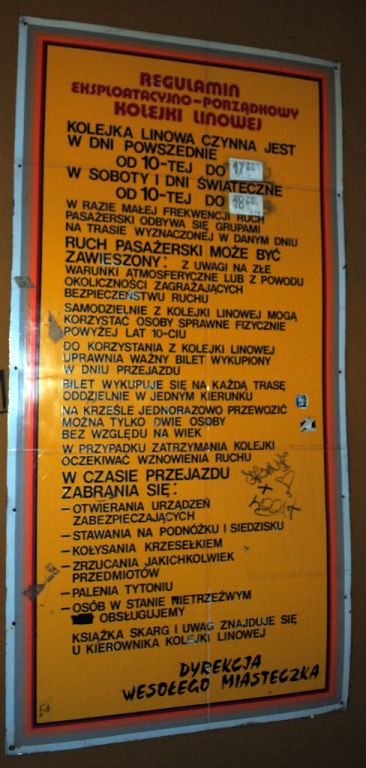 REGULAMIN
EKSPLOATACYJNO-PORZĄDKOWY
KOLEJKI LINOWEJ
KOLEJKA LINOWA CZYNNA JEST
W DNI POWSZEDNIE
OD 10-TEJ DO 17
W SOBOTY I DNI ŚWIĄTECZNE
OD 10-TEJ DO 18
W RAZIE MAŁEJ FREKWENCJI RUCH
PASAŻERSKI ODBYWA SIĘ GRUPAMI
NA TRASIE WYZNACZONEJ W DANYM DNIU
RUCH PASAŻERSKI MOŻE BYĆ
ZAWIESZONY: Z UWAGI NA ZŁE
WARUNKI ATMOSFERYCZNE LUB Z POWODU
OKOLICZNOŚCI ZAGRAŻAJĄCYCH
BEZPIECZEŃSTWU RUCHU
SAMODZIELNIE Z KOLEJKI LINOWEJ MOGĄ
KORZYSTAĆ OSOBY SPRAWNE FIZYCZNIE
POWYŻEJ LAT 10-CIU
DO KORZYSTANIA Z KOLEJKI LINOWEJ
UPRAWNIA WAŻNY BILET WYKUPIONY
W DNIU PRZEJAZDU
BILET WYKUPUJE SIĘ NA KAŻDĄ TRASĘ
ODDZIELNIE W JEDNYM KIERUNKU
NA KRZEŚLE JEDNORAZOWO PRZEWOZIĆ
MOŻNA TYLKO DWIE OSOBY
BEZ WZGLĘDU NA WIEK
W PRZYPADKU ZATRZYMANIA KOLEJKI
OCZEKIWAĆ WZNOWIENIA RUCHU
W CZASIE PRZEJAZDU
ZABRANIA SIĘ:
-OTWIERANIA URZĄDZEŃ
ZABEZPIECZAJĄCYCH
-STAWANIA NA PODNÓŻKU I SIEDZISKU
-KOŁYSANIA KRZESEŁKIEM
-ZRZUCANIA JAKICHKOLWIEK
PRZEDMIOTÓW
-PALENIA TYTONIU
-OSÓB W STANIE NIETRZEŹWYM
OBSŁUGUJEMY
KSIĄŻKA SKARG I UWAG ZNAJDUJE SIĘ
U KIEROWNIKA KOLEJKI LINOWEJ
DYREKCJA
WESOŁEGO MIASTECZKA